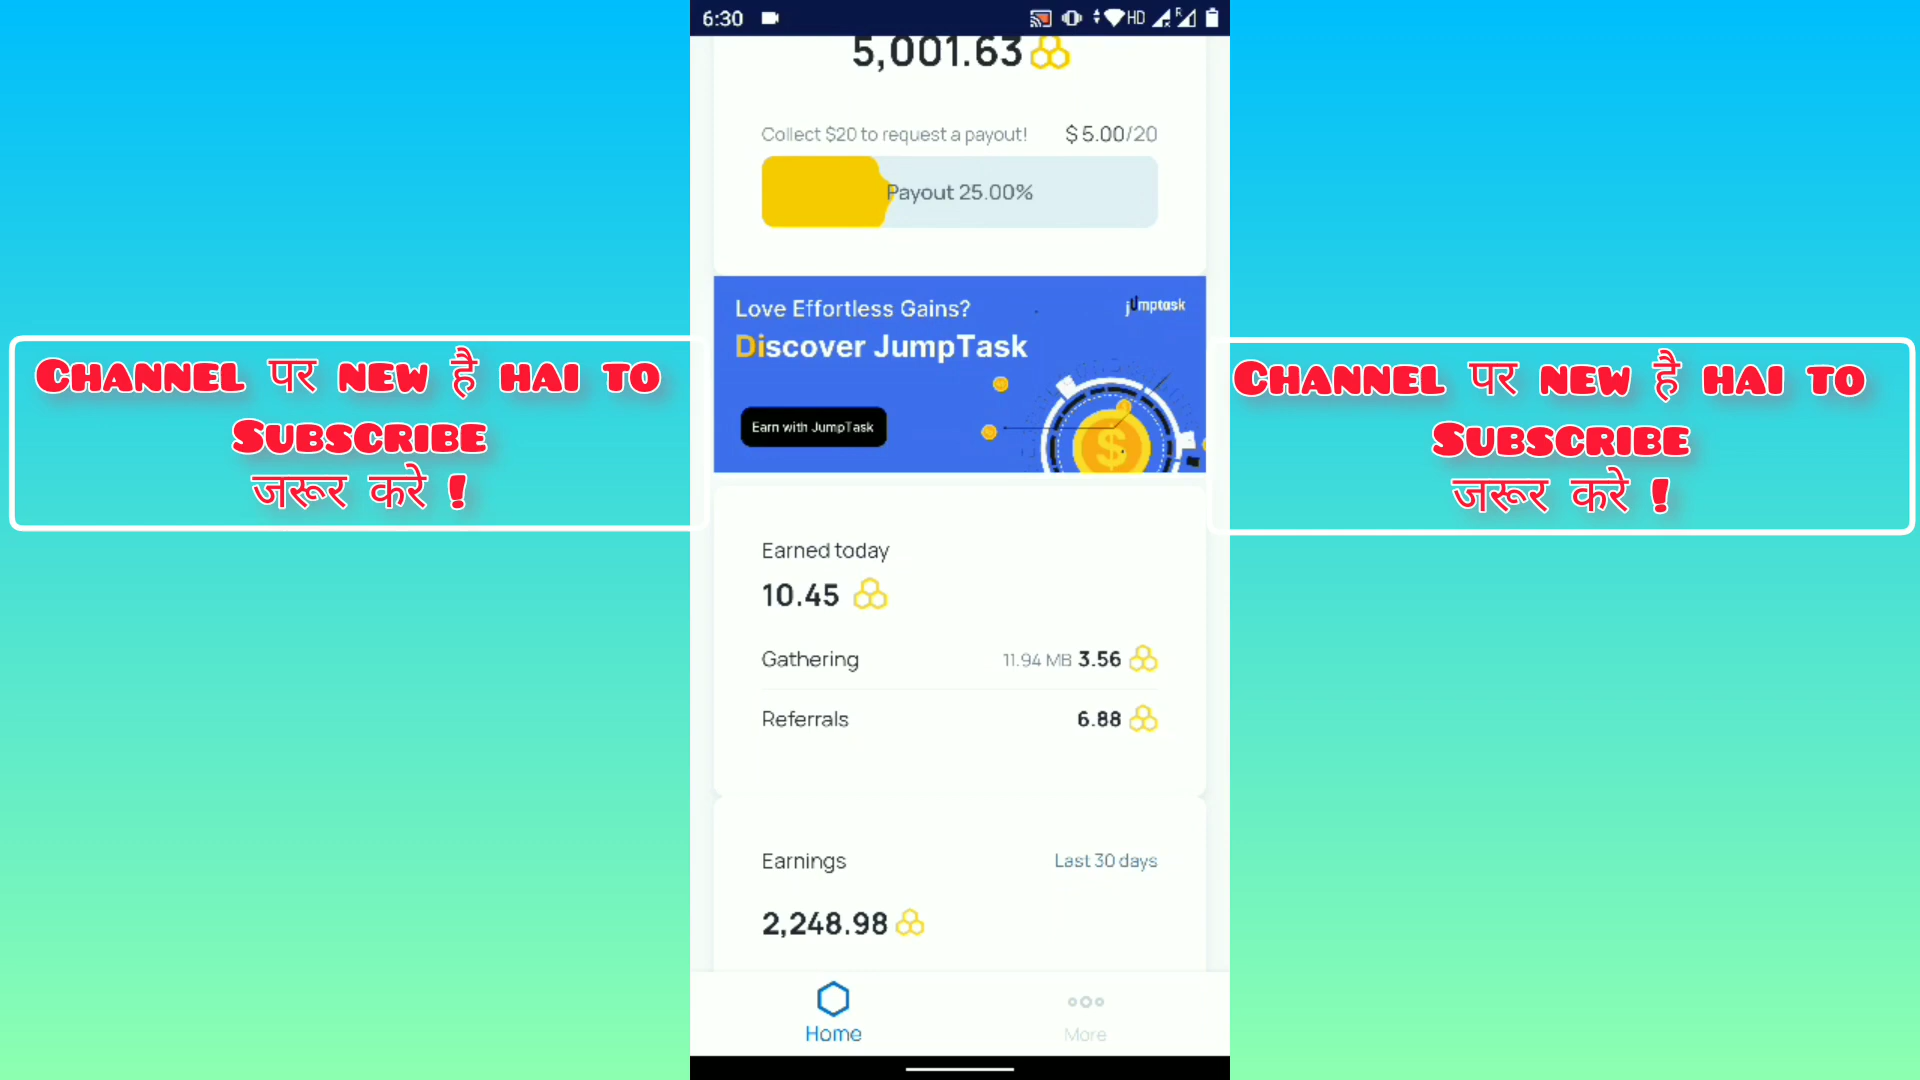 6:30
HD
R
5,001.63
Collect $20 to request a payout! $5.00/20
Payout 25.00%
Love Effortless Gains?
jumptask
Discover JumpTask
Earn with JumpTask
Channel पर new है hai to
Subscribe
जरूर करे !
Channel पर new है hai to
Subscribe
जरूर करे !
Earned today
10.45
Gathering 11.94 MB 3.56
Referrals 6.88
Earnings Last 30 days
2,248.98
Home More